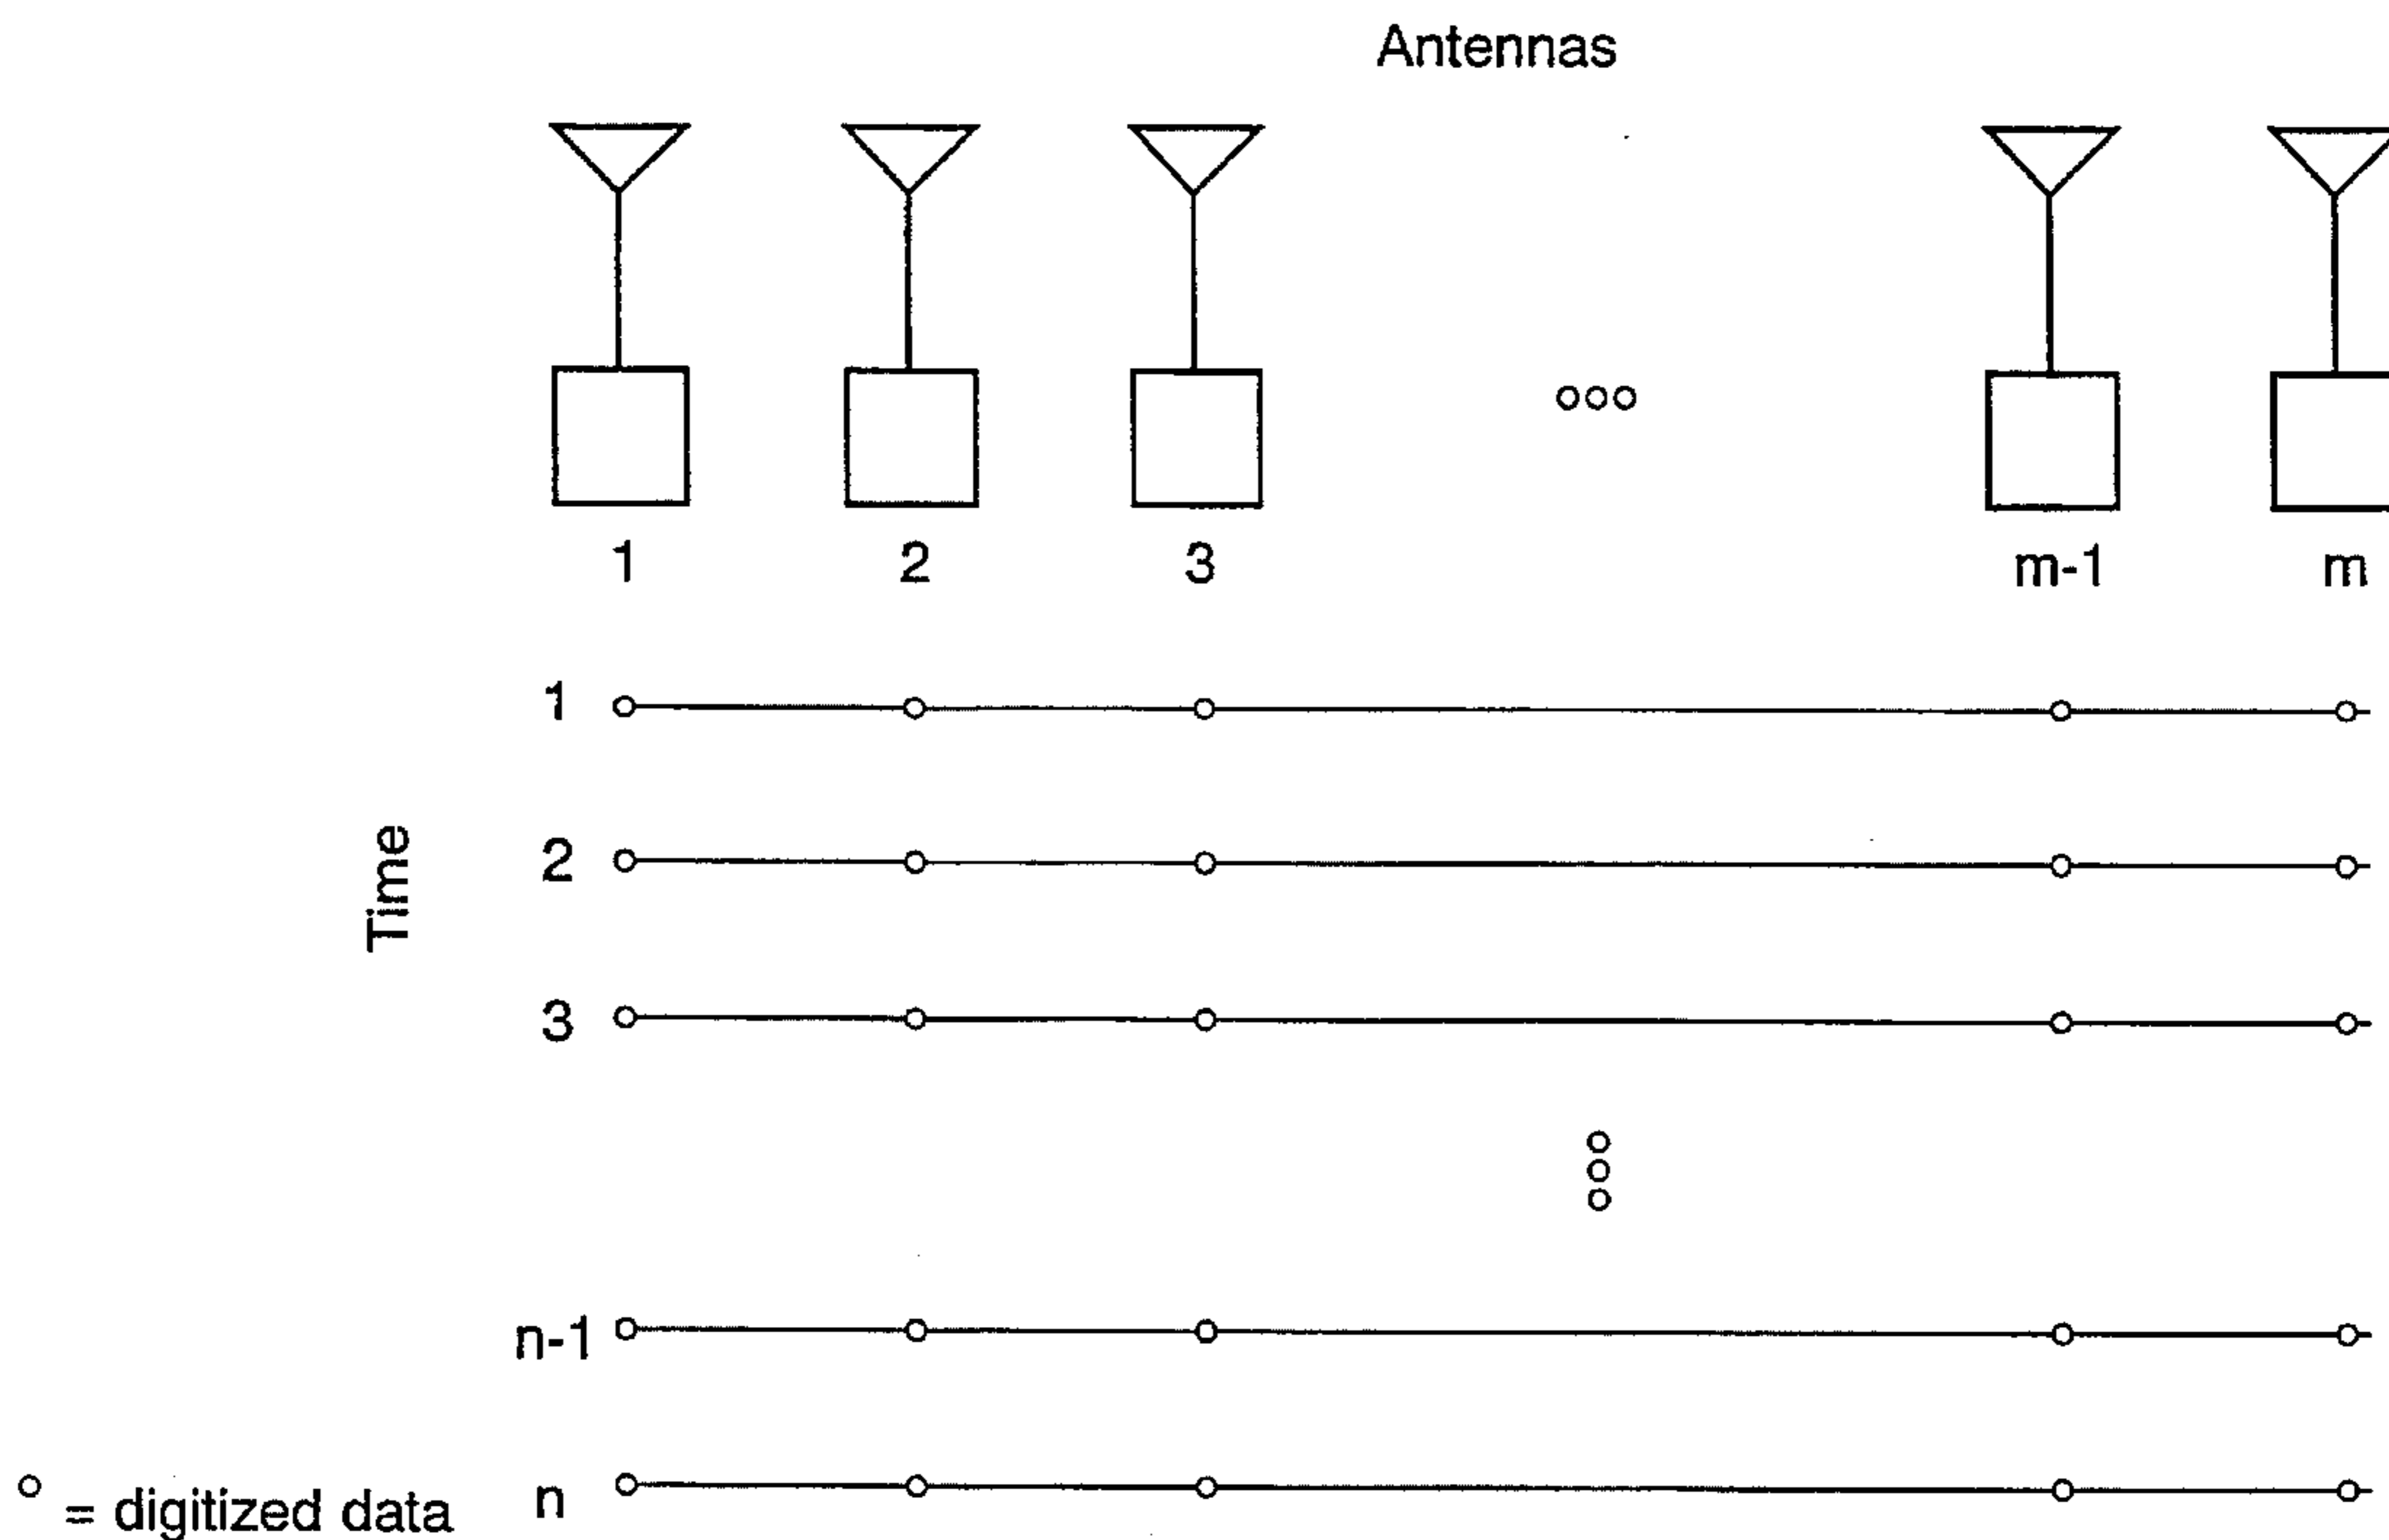 Antennas
1 2 3 m-1 m
1
2
Time
3
n-1
n
= digitized data